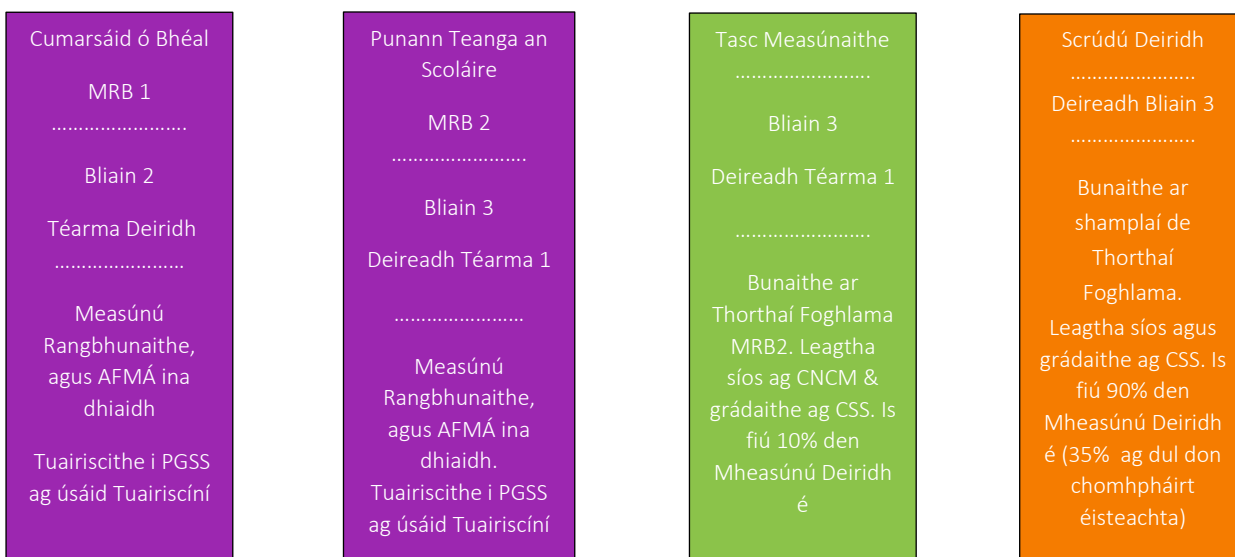 Cumarsáid ó Bhéal
MRB 1
…………………….
Bliain 2
Téarma Deiridh
……………………
Measúnú
Rangbhunaithe,
agus AFMÁ ina
dhiaidh
Tuairiscithe i PGSS
ag úsáid Tuairiscíní
Punann Teanga an
Scoláire
MRB 2
…………………….
Bliain 3
Deireadh Téarma 1
……………………
Measúnú
Rangbhunaithe,
agus AFMÁ ina
dhiaidh.
Tuairiscithe i PGSS
ag úsáid Tuairiscíní
Tasc Measúnaithe
…………………….
Bliain 3
Deireadh Téarma 1
…………………….
Bunaithe ar
Thorthaí Foghlama
MRB2. Leagtha
síos ag CNCM &
grádaithe ag CSS. Is
fiú 10% den
Mheasúnú Deiridh
é
Scrúdú Deiridh
…………………..
Deireadh Bliain 3
…………………..
Bunaithe ar
shamplaí de
Thorthaí
Foghlama.
Leagtha síos agus
grádaithe ag CSS. Is
fiú 90% den
Mheasúnú Deiridh
é (35% ag dul don
chomhpháirt
éisteachta)